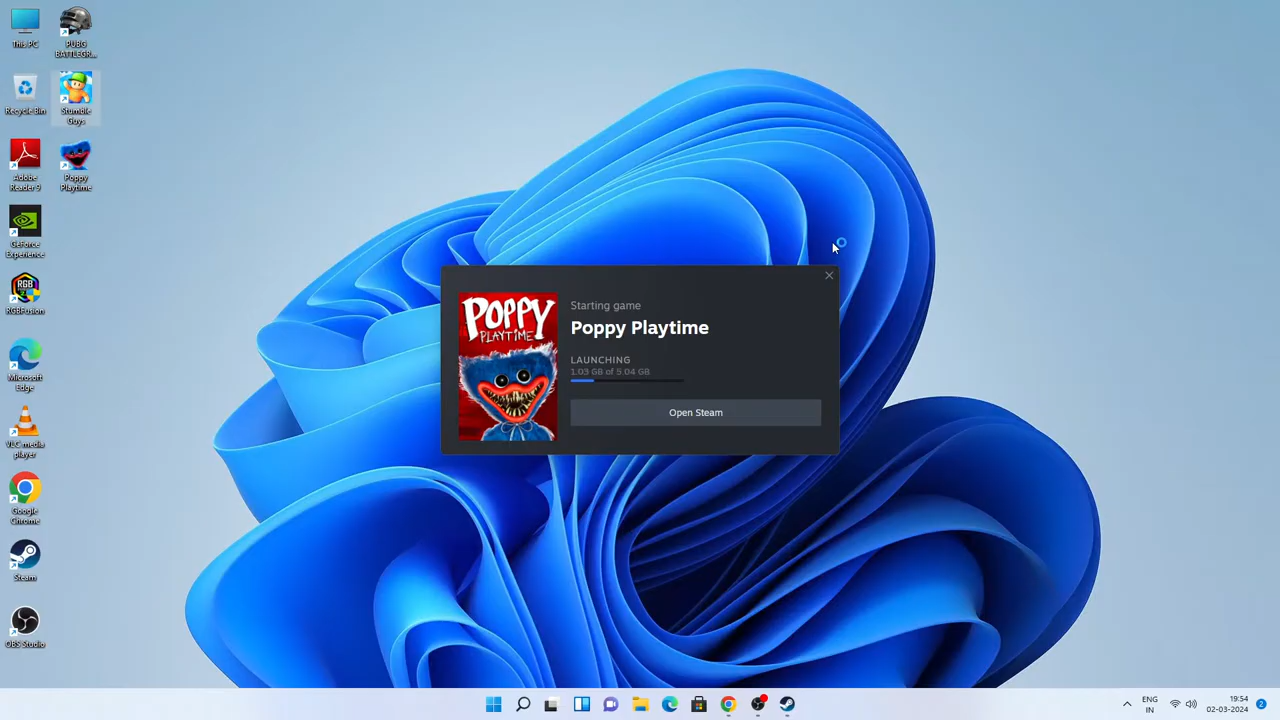 This PC
PUBG
BATTLEGR...
Recycle Bin
Stumble
Guys
Adobe
Reader 9
Poppy
Playtime
GeForce
Experience
RGB
RGBFusion
Microsoft
Edge
VLC media
player
Google
Chrome
Steam
OBS Studio
POPPY
PLAYTIME
Starting game
Poppy Playtime
LAUNCHING
1.03 GB of 5.04 GB
Open Steam
ENG
IN
19:54
02-03-2024
2